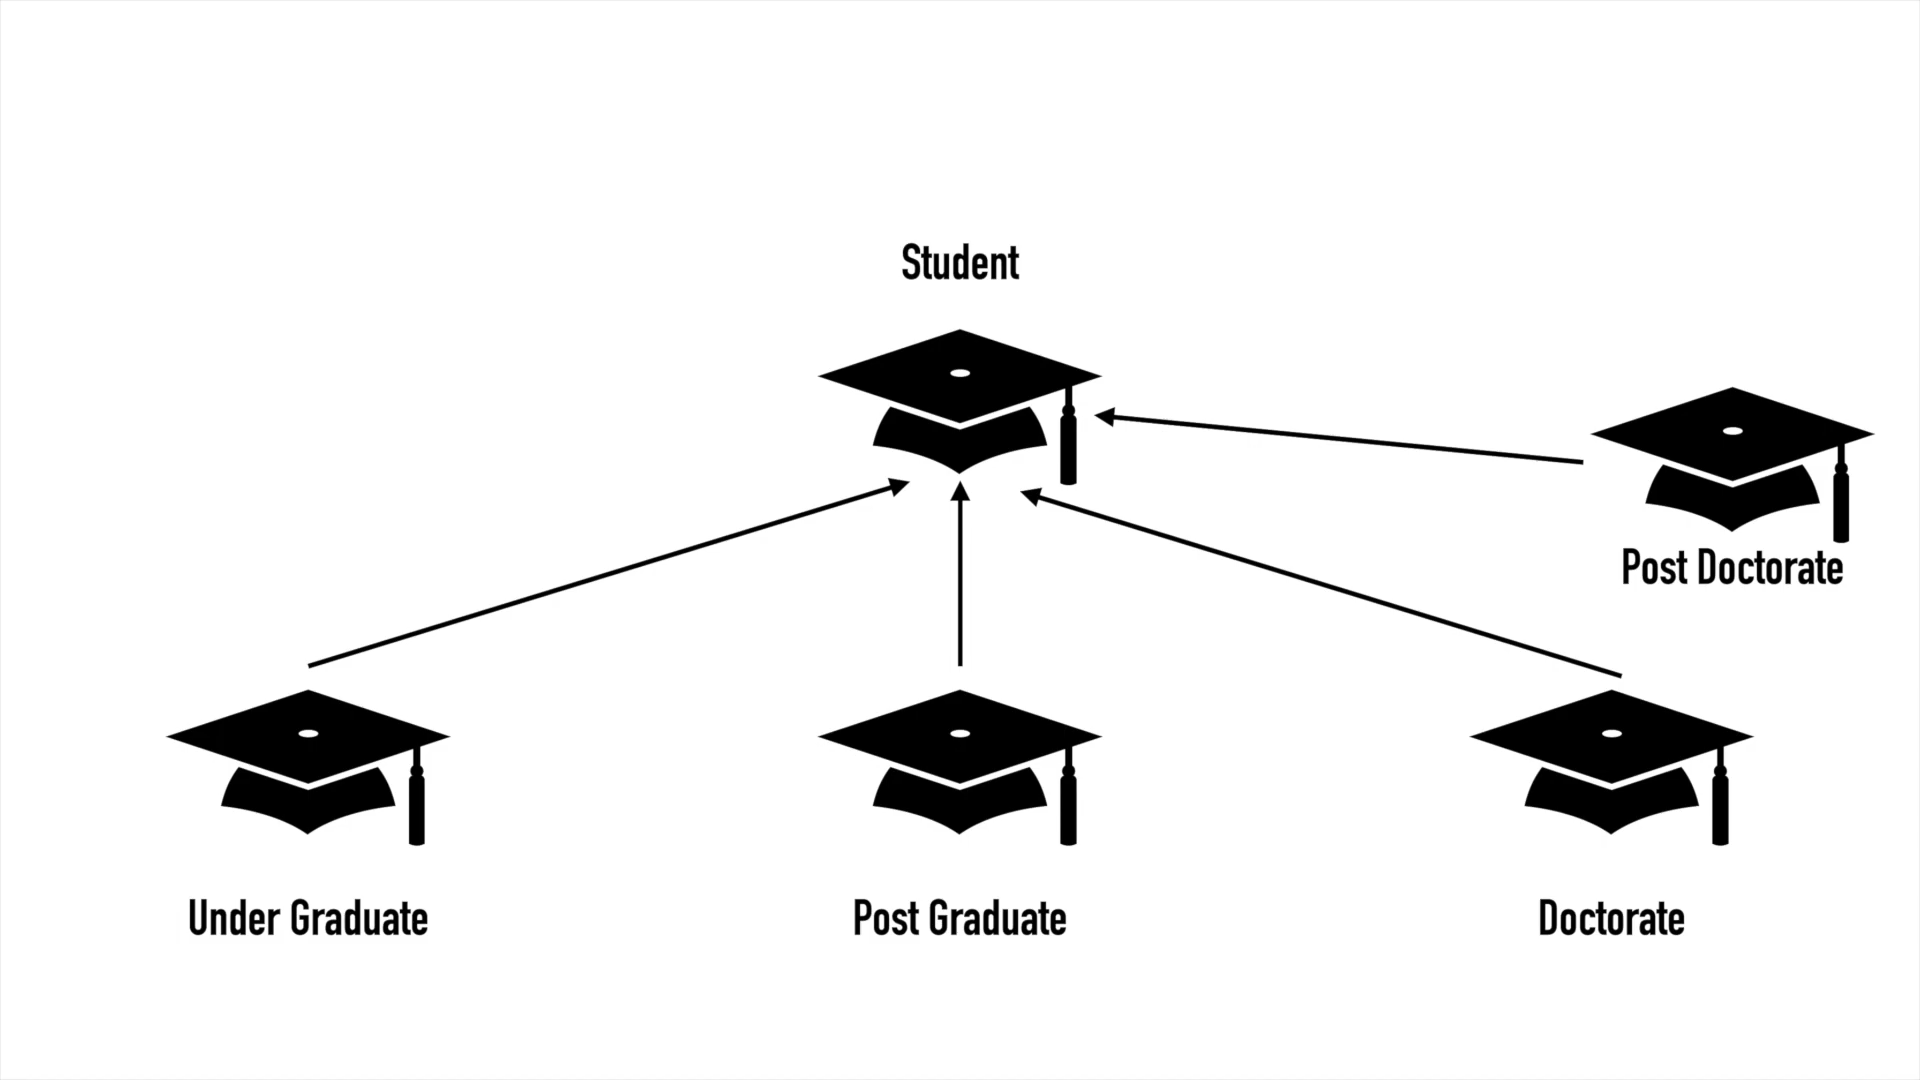 Student
Post Doctorate
Under Graduate
Post Graduate
Doctorate